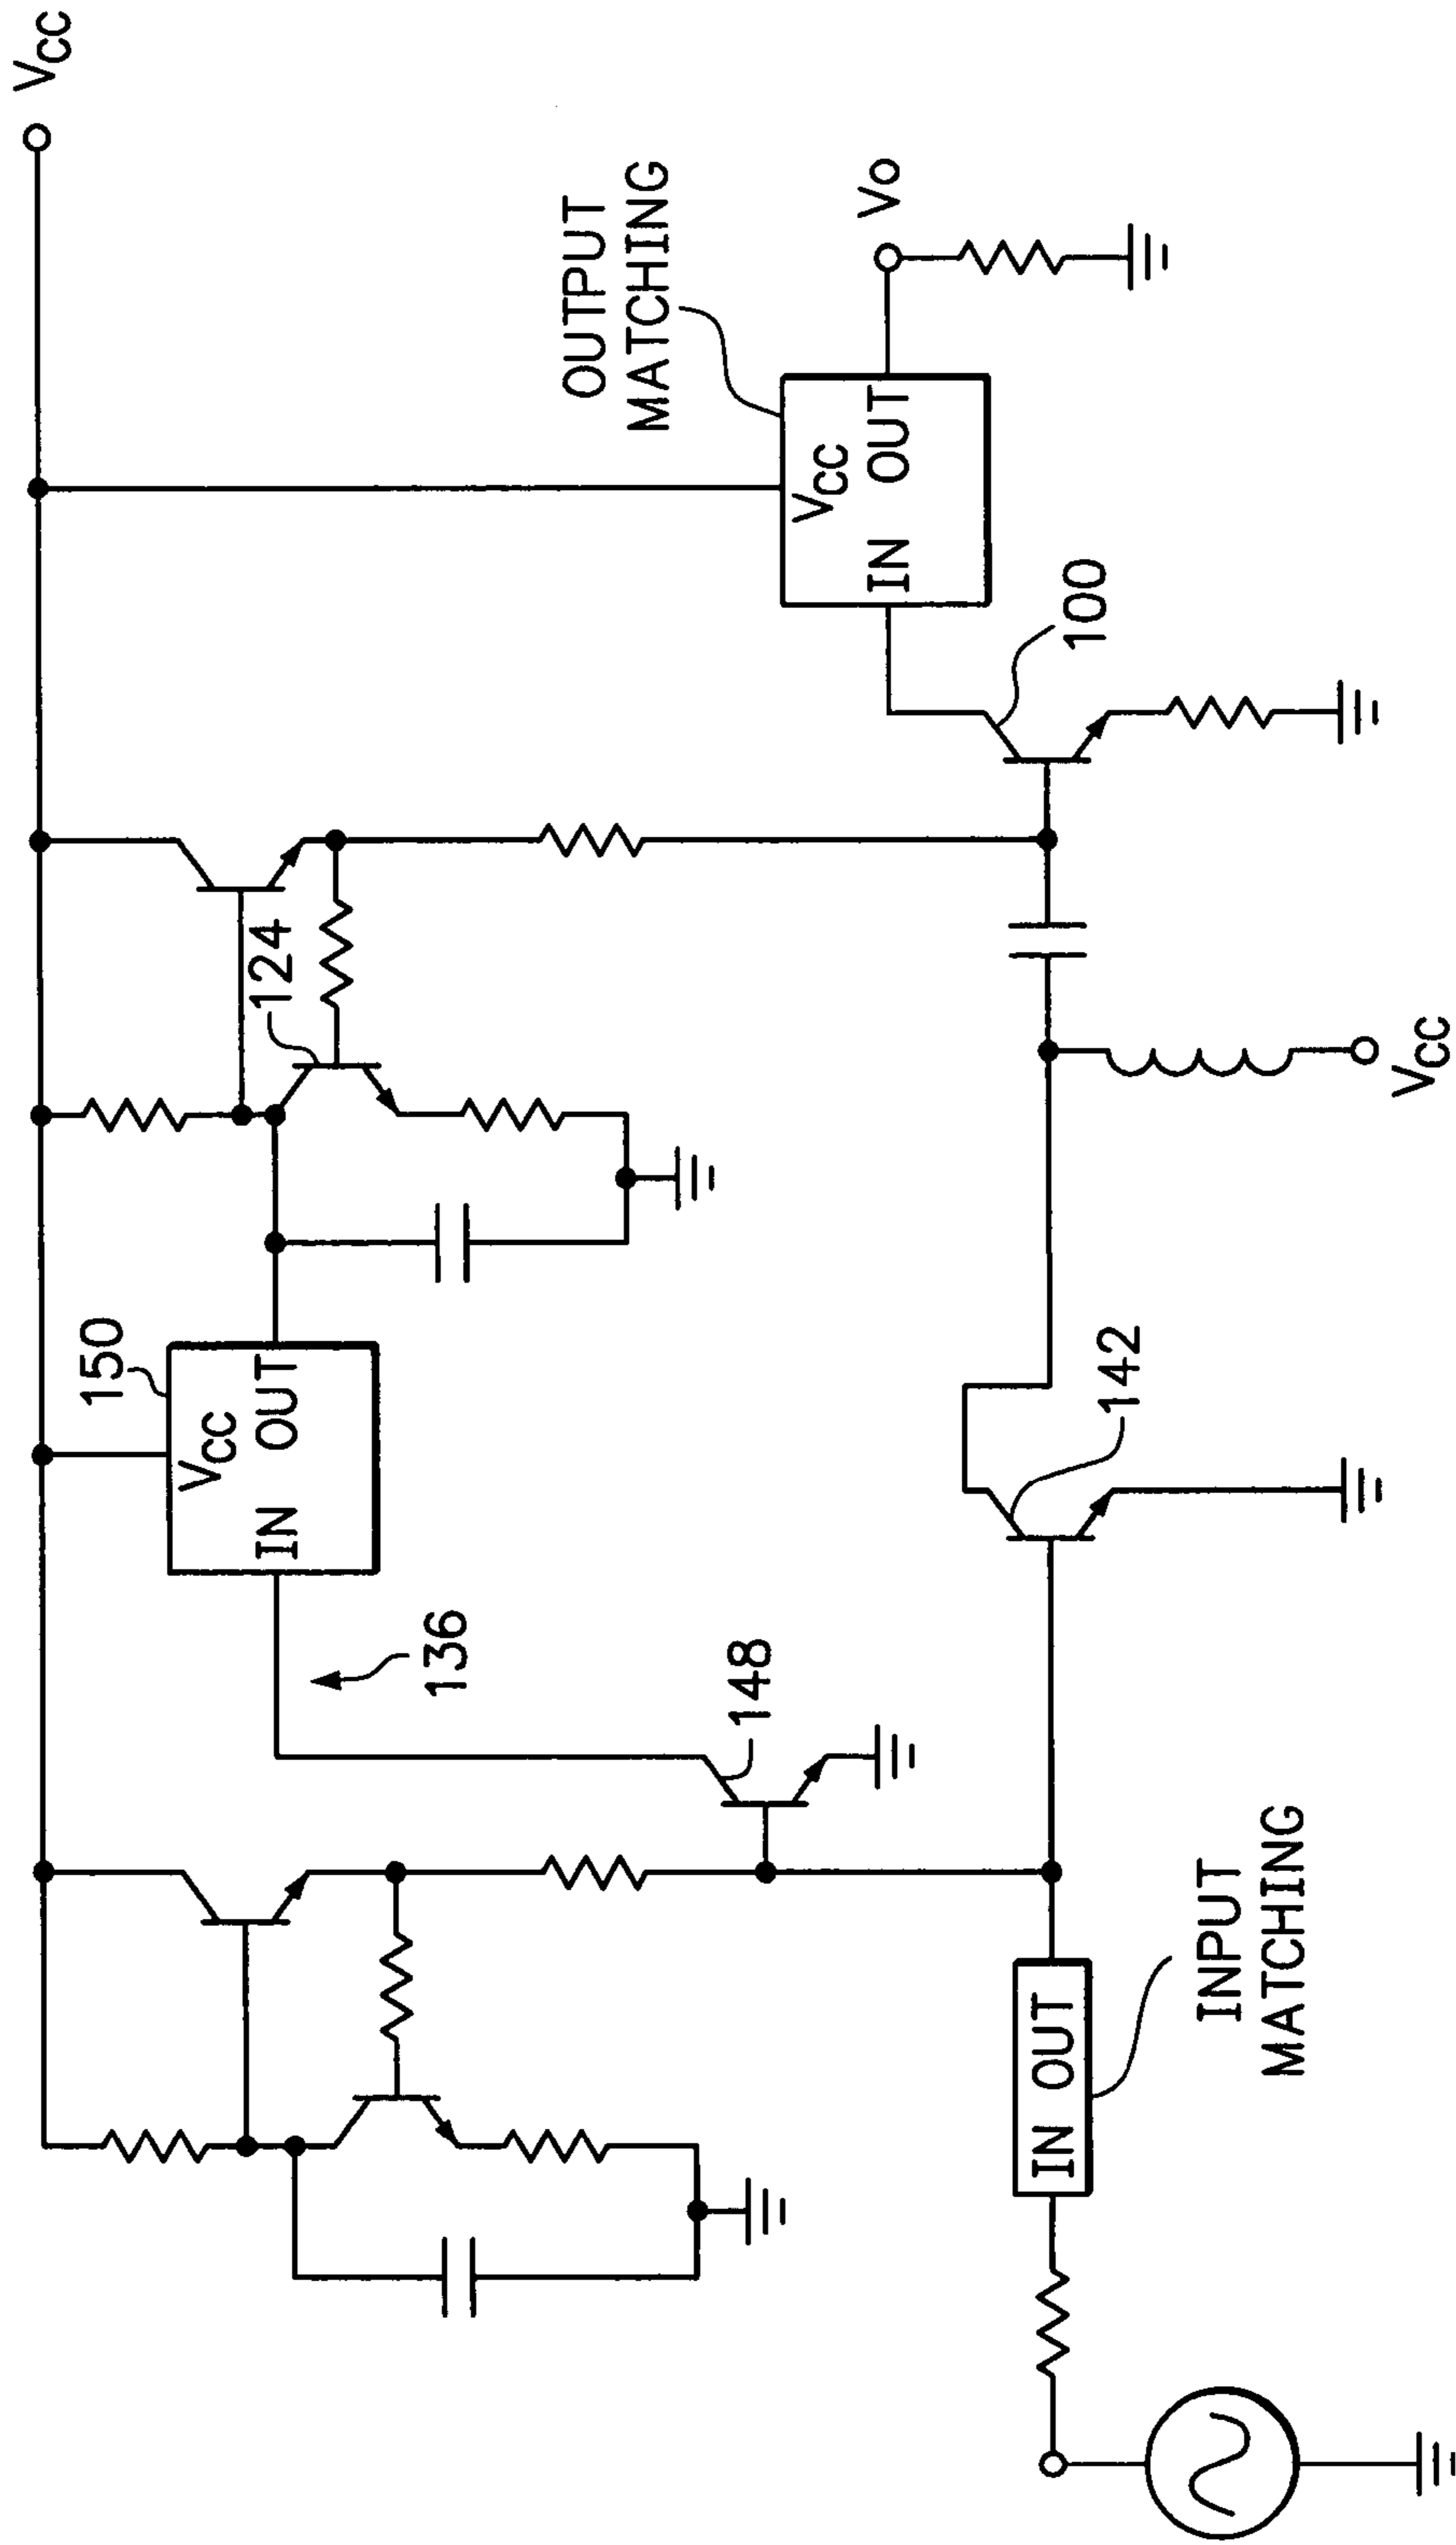 VCC
150
VCC
IN OUT
124
136
148
OUTPUT
MATCHING
VCC
IN OUT
Vo
100
142
IN OUT
INPUT
MATCHING
VCC